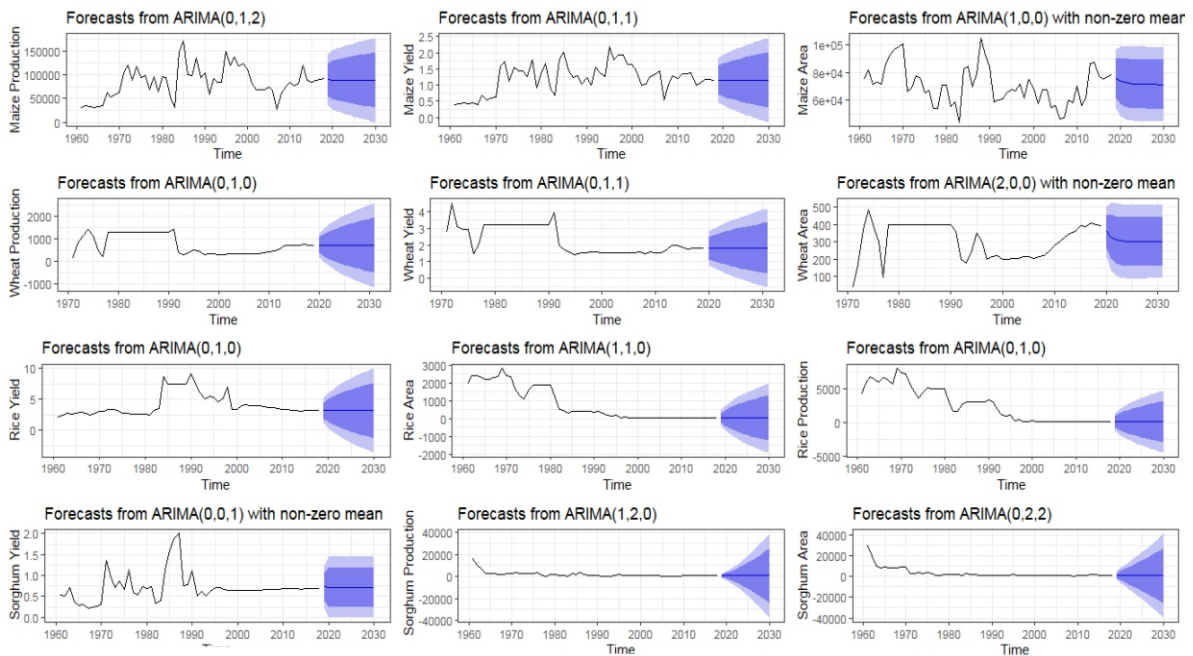 Forecasts from ARIMA(0,1,2)
Maize Production
150000
100000
50000
0
1960 1970 1980 1990 2000 2010 2020 2030
Time
Forecasts from ARIMA(0,1,1)
Maize Yield
2.5
2.0
1.5
1.0
0.5
0.0
1960 1970 1980 1990 2000 2010 2020 2030
Time
Forecasts from ARIMA(1,0,0) with non-zero mean
Maize Area
1e+05
8e+04
6e+04
1960 1970 1980 1990 2000 2010 2020 2030
Time
Forecasts from ARIMA(0,1,0)
Wheat Production
2000
1000
0
-1000
1970 1980 1990 2000 2010 2020 2030
Time
Forecasts from ARIMA(0,1,1)
Wheat Yield
4
3
2
1
0
1970 1980 1990 2000 2010 2020 2030
Time
Forecasts from ARIMA(2,0,0) with non-zero mean
Wheat Area
500
400
300
200
100
1970 1980 1990 2000 2010 2020 2030
Time
Forecasts from ARIMA(0,1,0)
Rice Yield
10
5
0
1960 1970 1980 1990 2000 2010 2020 2030
Time
Forecasts from ARIMA(1,1,0)
Rice Area
4000
3000
2000
1000
0
-1000
-2000
1960 1970 1980 1990 2000 2010 2020 2030
Time
Forecasts from ARIMA(0,1,0)
Rice Production
5000
0
-5000
1960 1970 1980 1990 2000 2010 2020 2030
Time
Forecasts from ARIMA(0,0,1) with non-zero mean
Sorghum Yield
2.0
1.5
1.0
0.5
0.0
1960 1970 1980 1990 2000 2010 2020 2030
Forecasts from ARIMA(1,2,0)
Sorghum Production
40000
20000
0
-20000
-40000
1960 1970 1980 1990 2000 2010 2020 2030
Time
Forecasts from ARIMA(0,2,2)
Sorghum Area
40000
20000
0
-20000
-40000
1960 1970 1980 1990 2000 2010 2020 2030
Time